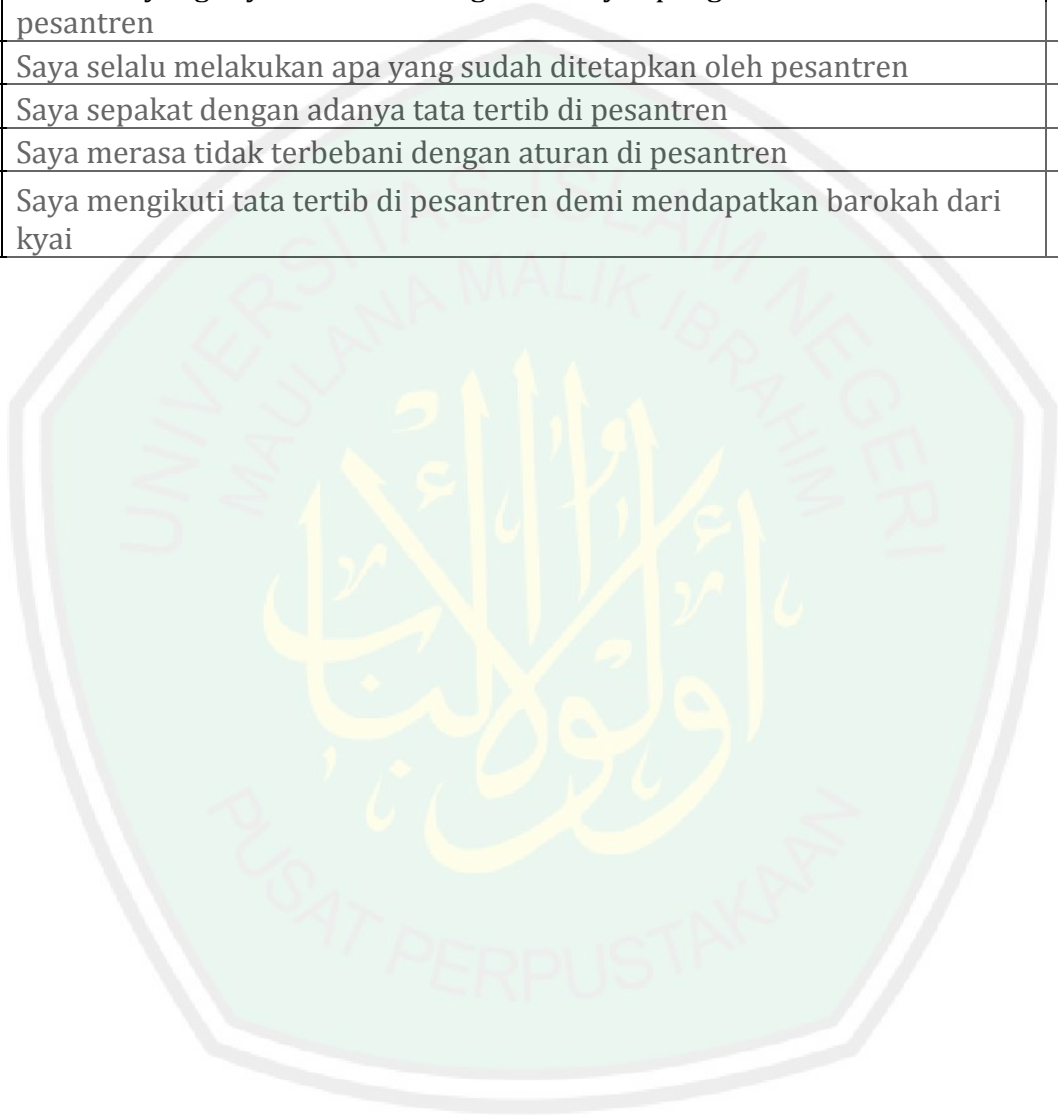 pesantren
Saya selalu melakukan apa yang sudah ditetapkan oleh pesantren
Saya sepakat dengan adanya tata tertib di pesantren
Saya merasa tidak terbebani dengan aturan di pesantren
Saya mengikuti tata tertib di pesantren demi mendapatkan barokah dari
kyai
UNIVERSITAS ISLAM NEGERI
MAULANA MALIK IBRAHIM
PUSAT PERPUSTAKAAN